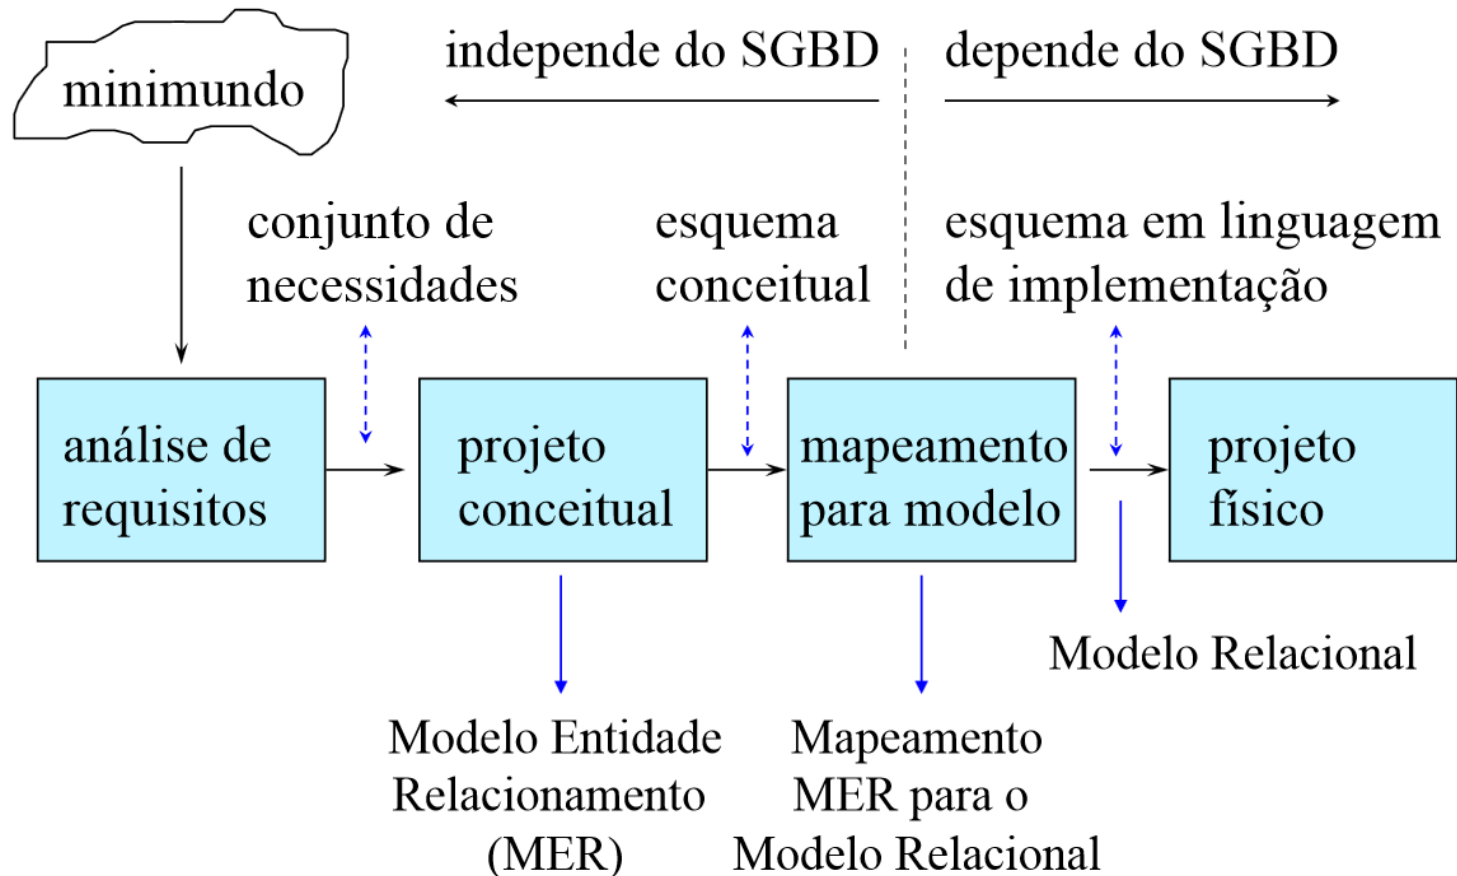 minimundo
independe do SGBD
depende do SGBD
conjunto de
necessidades
esquema
conceitual
esquema em linguagem
de implementação
análise de
requisitos
projeto
conceitual
mapeamento
para modelo
projeto
físico
Modelo Relacional
Modelo Entidade
Relacionamento
(MER)
Mapeamento
MER para o
Modelo Relacional